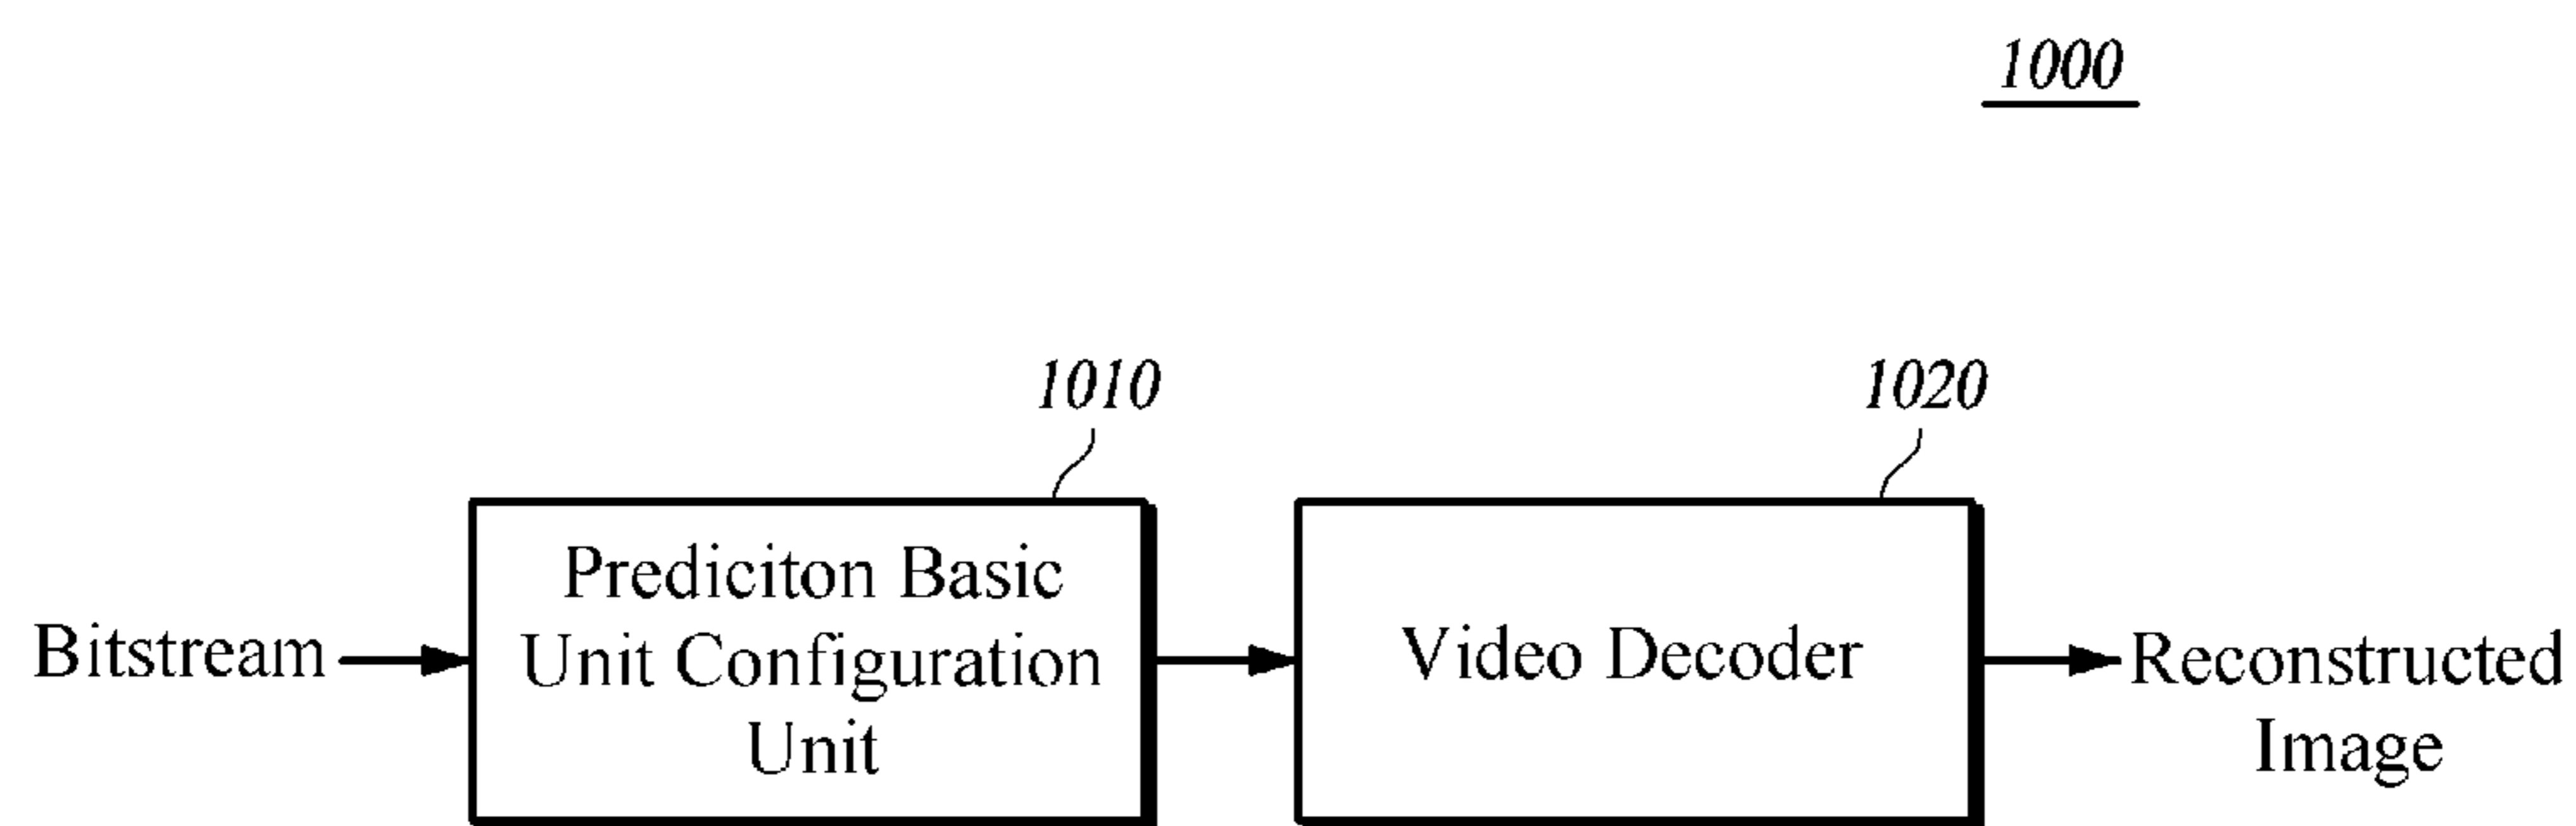 1000
1010
1020
Bitstream
Prediciton Basic
Unit Configuration
Unit
Video Decoder
Reconstructed
Image